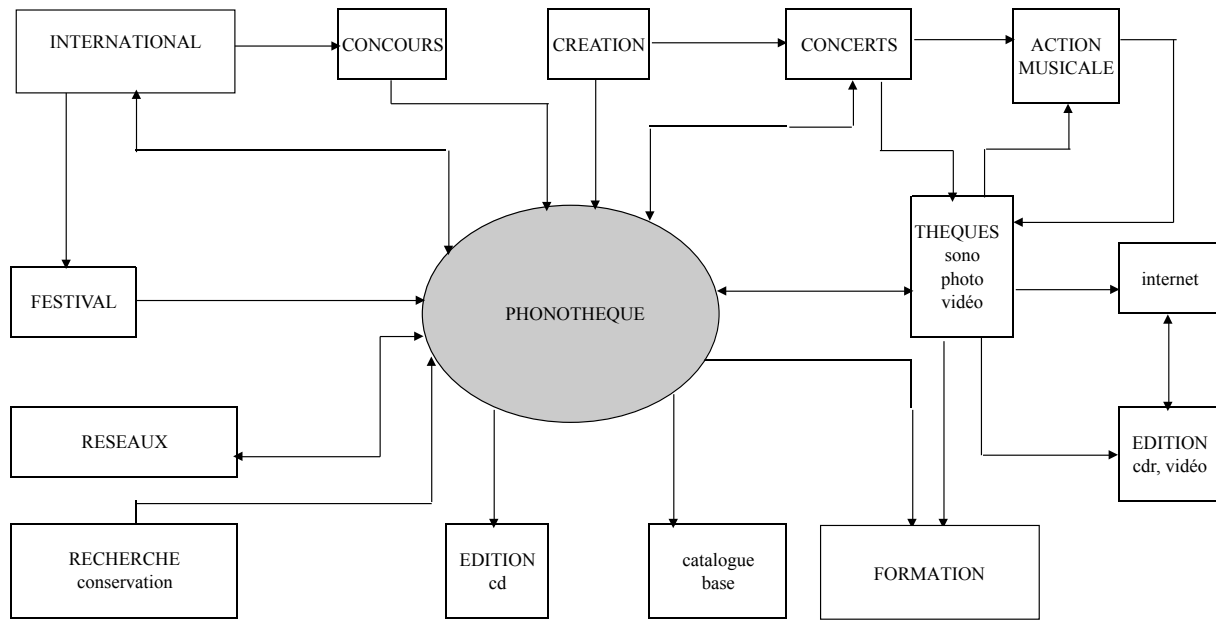 INTERNATIONAL
CONCOURS
CREATION
CONCERTS
ACTION
MUSICALE
THEQUES
sono
photo
vidéo
internet
FESTIVAL
PHONOTHEQUE
RESEAUX
EDITION
cdr, vidéo
RECHERCHE
conservation
EDITION
cd
catalogue
base
FORMATION